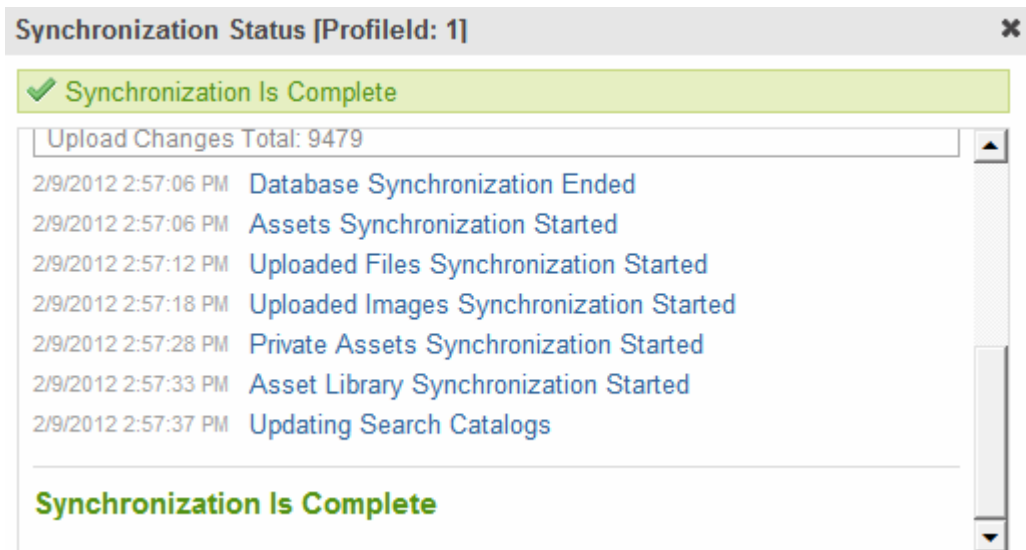 Synchronization Status [ProfileId: 1]
Synchronization Is Complete
Upload Changes Total: 9479
2/9/2012 2:57:06 PM Database Synchronization Ended
2/9/2012 2:57:06 PM Assets Synchronization Started
2/9/2012 2:57:12 PM Uploaded Files Synchronization Started
2/9/2012 2:57:18 PM Uploaded Images Synchronization Started
2/9/2012 2:57:28 PM Private Assets Synchronization Started
2/9/2012 2:57:33 PM Asset Library Synchronization Started
2/9/2012 2:57:37 PM Updating Search Catalogs
Synchronization Is Complete